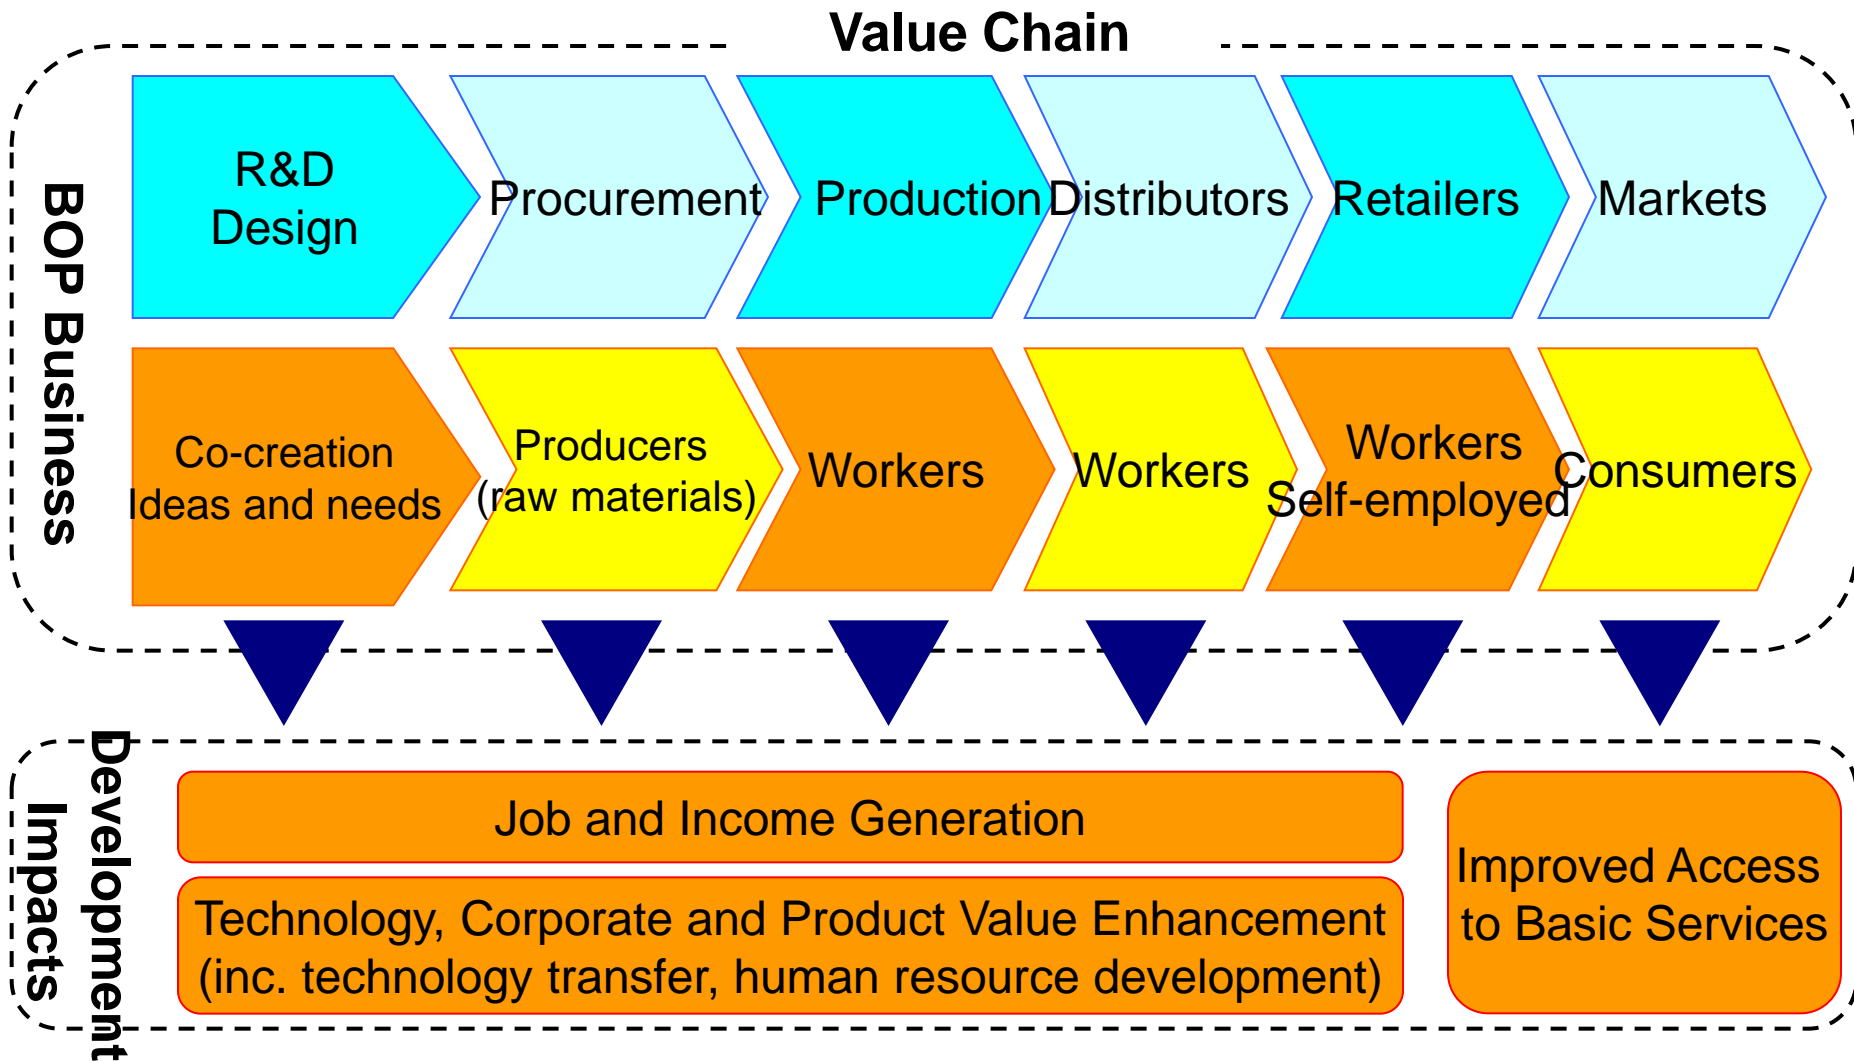 Value Chain
BOP Business
R&D
Design
Procurement
Production
Distributors
Retailers
Markets
Co-creation
Ideas and needs
Producers
(raw materials)
Workers
Workers
Workers
Self-employed
Consumers
Development
Impacts
Job and Income Generation
Technology, Corporate and Product Value Enhancement
(inc. technology transfer, human resource development)
Improved Access
to Basic Services